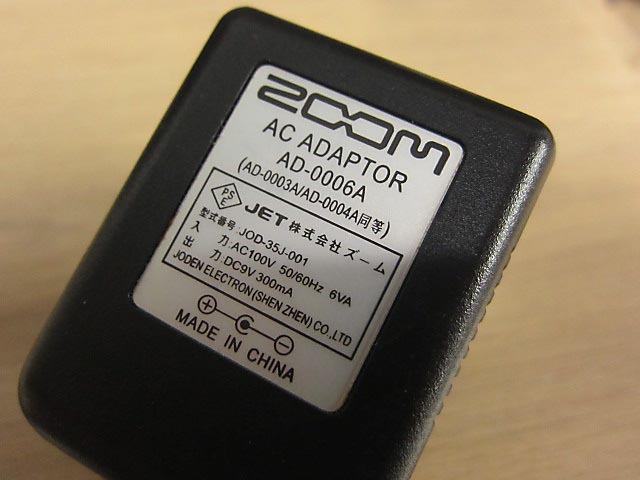 ZOOM
AC ADAPTOR
AD-0006A
(AD-0003A/AD-0004A同等)
PS
E
JET 株式会社ズーム
型式番号:JOD-35J-001
入 力:AC100V 50/60Hz 6VA
出 力:DC9V 300mA
JODEN ELECTRON(SHEN ZHEN) CO.,LTD
MADE IN CHINA